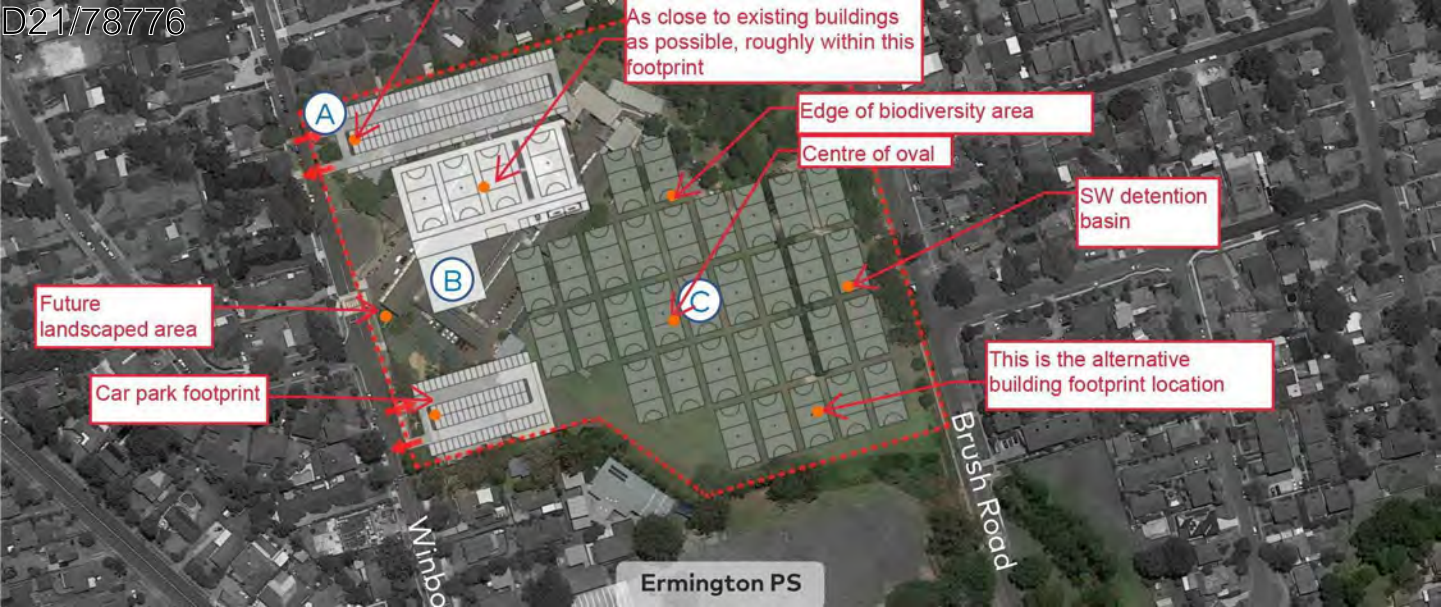 D21/78776
As close to existing buildings
as possible, roughly within this
footprint
A
Edge of biodiversity area
Centre of oval
SW detention
basin
B
C
Future
landscaped area
This is the alternative
building footprint location
Car park footprint
Brush Road
Winbo
Ermington PS